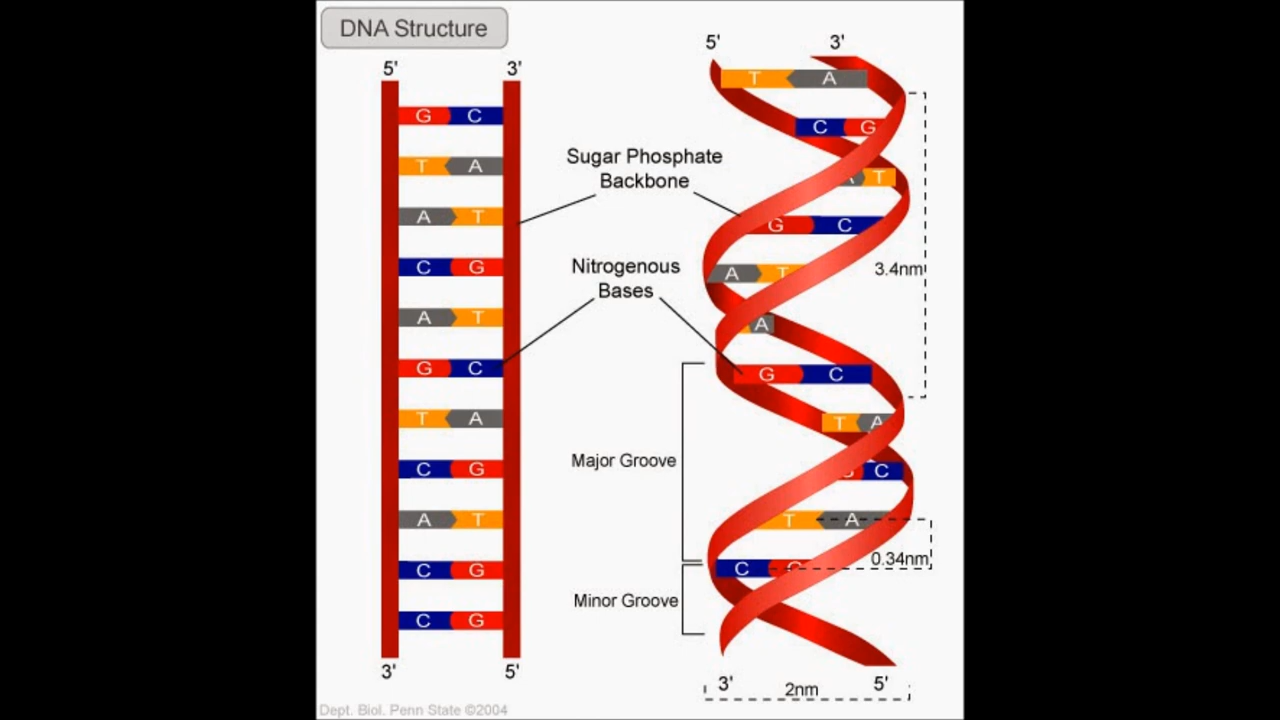 DNA Structure
5' 3'
G C
T A
A T
C G
A T
G C
T A
C G
A T
C G
C G
3' 5'
Sugar Phosphate
Backbone
Nitrogenous
Bases
Major Groove
Minor Groove
5' 3'
T A
C G
A T
G C
A T
A
G C
T A
G C
T A
C G
3.4nm
0.34nm
3' 5'
2nm
Dept. Biol. Penn State ©2004